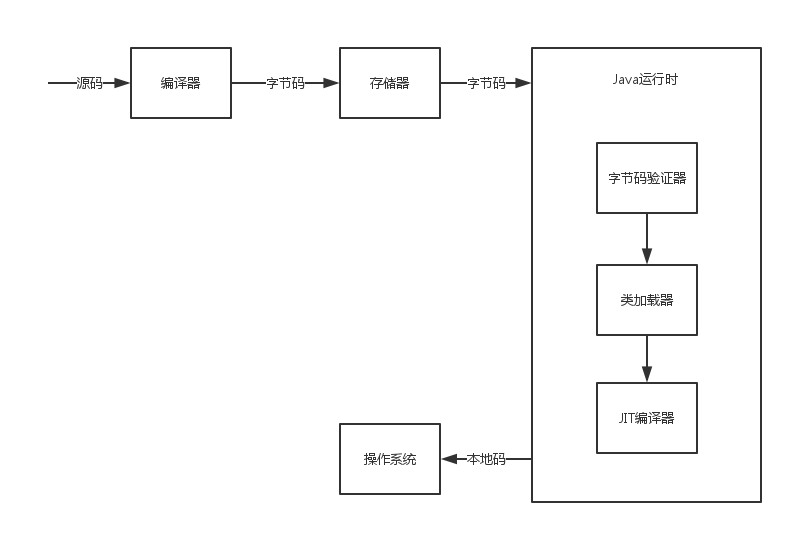 源码
编译器
字节码
存储器
字节码
Java运行时
字节码验证器
类加载器
JIT编译器
操作系统
本地码